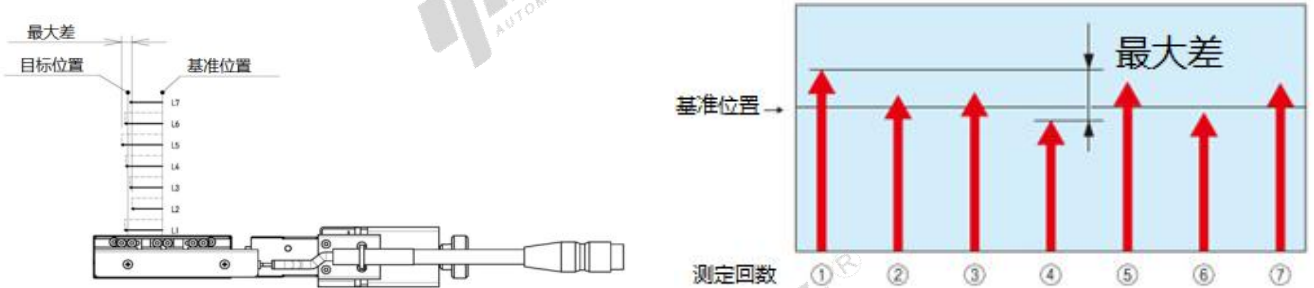 最大差
目标位置
基准位置
L7
L6
L5
L4
L3
L2
L1
AUTOM
最大差
基准位置→
测定回数
① ② ③ ④ ⑤ ⑥ ⑦